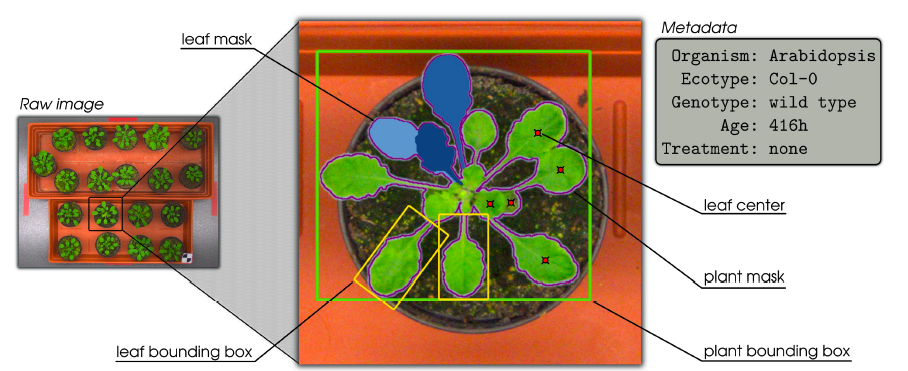 Metadata
leaf mask
Organism: Arabidopsis
Ecotype: Col-0
Raw image
Genotype: wild type
Age: 416h
Treatment: none
leaf center
plant mask
leaf bounding box
plant bounding box